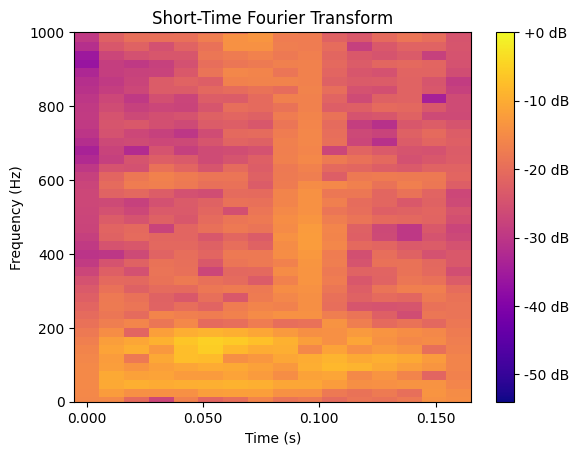 Short-Time Fourier Transform
1000
800
600
400
200
0
Frequency (Hz)
0.000
0.050
0.100
0.150
Time (s)
+0 dB
-10 dB
-20 dB
-30 dB
-40 dB
-50 dB